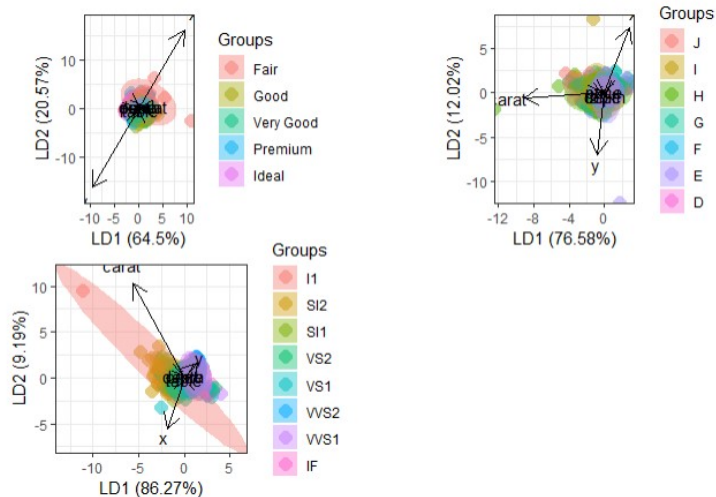 LD2 (20.57%)
10
0
-10
-10
-5
0
5
10
LD1 (64.5%)
Groups
Fair
Good
Very Good
Premium
Ideal
LD2 (12.02%)
5
0
-5
-10
arat
y
-12
-8
-4
0
LD1 (76.58%)
J
I
H
G
F
E
D
LD2 (9.19%)
10
5
0
-5
carat
x
y
-10
-5
0
5
LD1 (86.27%)
Groups
I1
SI2
SI1
VS2
VS1
VVS2
VVS1
IF